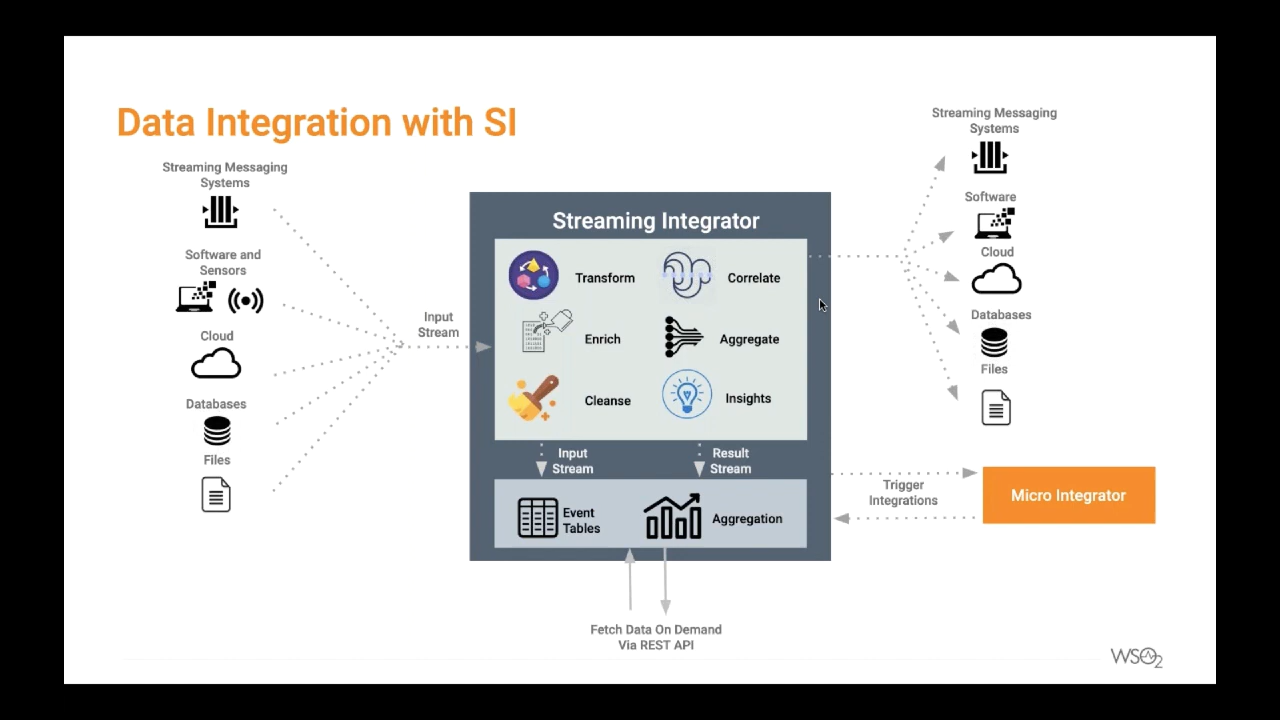 Data Integration with SI
Streaming Messaging
Systems
Software and
Sensors
Cloud
Databases
Files
Input
Stream
Streaming Integrator
Transform
Correlate
Enrich
Aggregate
Cleanse
Insights
Input
Stream
Result
Stream
Event
Tables
Aggregation
Fetch Data On Demand
Via REST API
Streaming Messaging
Systems
Software
Cloud
Databases
Files
Trigger
Integrations
Micro Integrator
WSO2